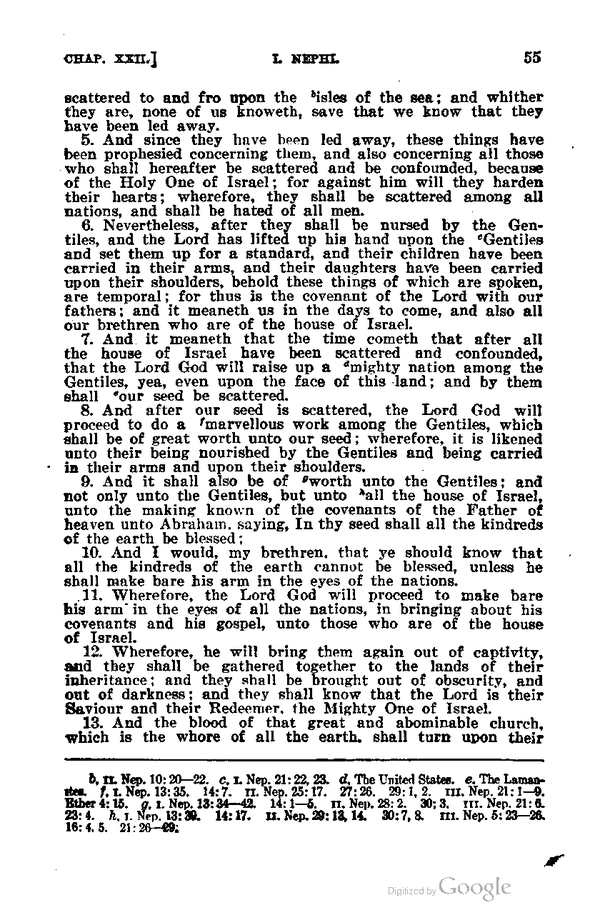 CHAP. XXII.] I. NEPHI. 55
scattered to and fro upon the ᵇisles of the sea; and whither
they are, none of us knoweth, save that we know that they
have been led away.
5. And since they have been led away, these things have
been prophesied concerning them, and also concerning all those
who shall hereafter be scattered and be confounded, because
of the Holy One of Israel; for against him will they harden
their hearts; wherefore, they shall be scattered among all
nations, and shall be hated of all men.
6. Nevertheless, after they shall be nursed by the Gen-
tiles, and the Lord has lifted up his hand upon the ᶜGentiles
and set them up for a standard, and their children have been
carried in their arms, and their daughters have been carried
upon their shoulders, behold these things of which are spoken,
are temporal; for thus is the covenant of the Lord with our
fathers; and it meaneth us in the days to come, and also all
our brethren who are of the house of Israel.
7. And it meaneth that the time cometh that after all
the house of Israel have been scattered and confounded,
that the Lord God will raise up a ᵈmighty nation among the
Gentiles, yea, even upon the face of this land; and by them
shall ᵉour seed be scattered.
8. And after our seed is scattered, the Lord God will
proceed to do a ᶠmarvellous work among the Gentiles, which
shall be of great worth unto our seed; wherefore, it is likened
unto their being nourished by the Gentiles and being carried
in their arms and upon their shoulders.
9. And it shall also be of ᵍworth unto the Gentiles; and
not only unto the Gentiles, but unto ʰall the house of Israel,
unto the making known of the covenants of the Father of
heaven unto Abraham, saying, In thy seed shall all the kindreds
of the earth be blessed;
10. And I would, my brethren, that ye should know that
all the kindreds of the earth cannot be blessed, unless he
shall make bare his arm in the eyes of the nations.
11. Wherefore, the Lord God will proceed to make bare
his arm in the eyes of all the nations, in bringing about his
covenants and his gospel, unto those who are of the house
of Israel.
12. Wherefore, he will bring them again out of captivity,
and they shall be gathered together to the lands of their
inheritance; and they shall be brought out of obscurity, and
out of darkness; and they shall know that the Lord is their
Saviour and their Redeemer, the Mighty One of Israel.
13. And the blood of that great and abominable church,
which is the whore of all the earth, shall turn upon their
b, II. Nep. 10:20—22. c, I. Nep. 21:22, 23. d, The United States. e, The Laman-
ites. f, I. Nep. 13:35. 14:7. II. Nep. 25:17. 27:26. 29:1, 2. III. Nep. 21:1—9.
Ether 4:15. g, I. Nep. 13:34—42. 14:1—5. II. Nep. 28:2. 30:3. III. Nep. 21:6.
23:4. h, I. Nep. 13:39. 14:17. II. Nep. 29:13, 14. 30:7, 8. III. Nep. 5:23—26.
16:4, 5. 21:26—29.
Digitized by Google